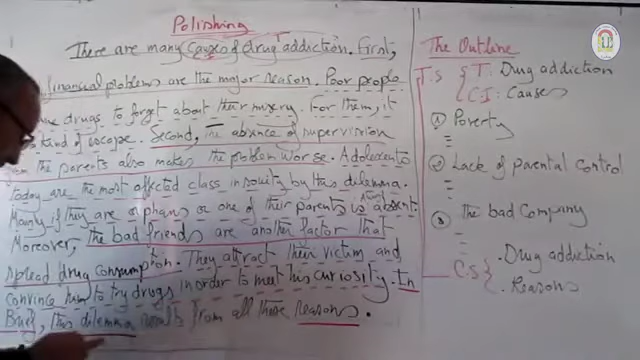 Polishing
There are many causes of drug addiction. First,
financial problems are the major reason. Poor people
use drugs to forget about their misery. For them, it
kind of escape. Second, the absence of supervision
from the parents also makes the problem worse. Adolescents
today are the most affected class in society by this dilemma.
Mainly if they are orphans or one of their parents is absent
Moreover, the bad friends are another factor that
spread drug consumption. They attract their victim and
convince him to try drugs in order to meet his curiosity. In
Brief, this dilemma results from all these reasons.
The Outline
T.S { T: Drug addiction
C.I: Causes
① Poverty
② Lack of parental control
③ The bad Company
C.S { . Drug addiction
. Reasons